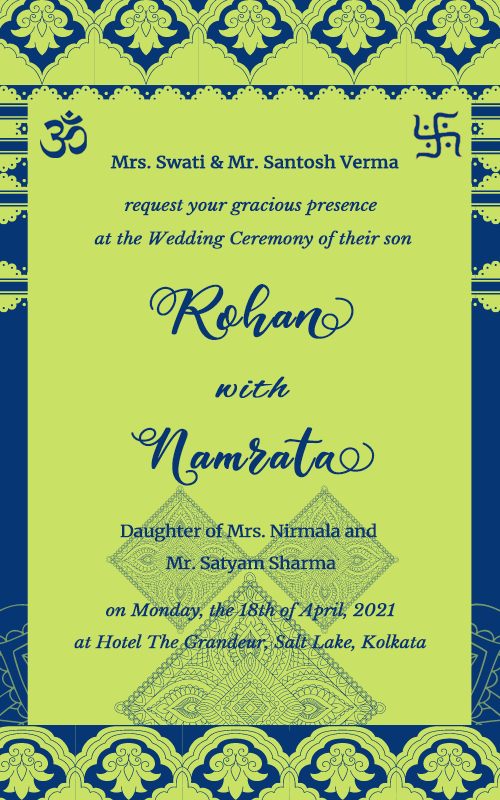 ॐ
Mrs. Swati & Mr. Santosh Verma
request your gracious presence
at the Wedding Ceremony of their son
Rohan
with
Namrata
Daughter of Mrs. Nirmala and
Mr. Satyam Sharma
on Monday, the 18th of April, 2021
at Hotel The Grandeur, Salt Lake, Kolkata